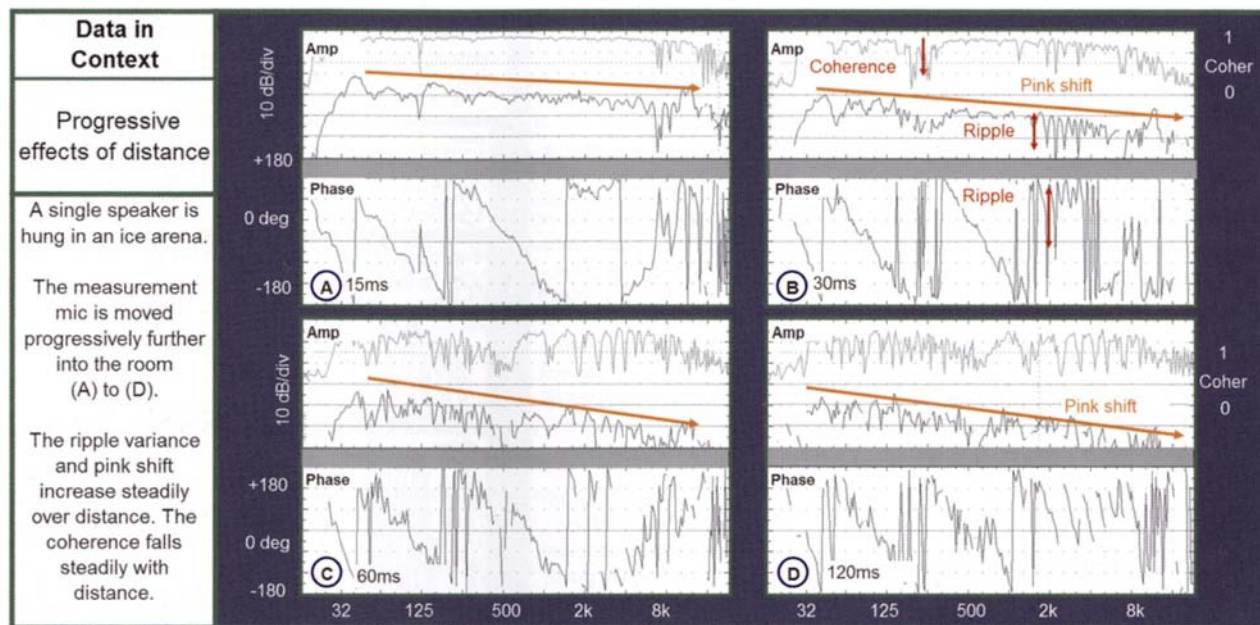 Data in
Context
Progressive
effects of distance
A single speaker is
hung in an ice arena.
The measurement
mic is moved
progressively further
into the room
(A) to (D).
The ripple variance
and pink shift
increase steadily
over distance. The
coherence falls
steadily with
distance.
Amp
10 dB/div
+180
Phase
0 deg
-180
A 15ms
Amp
Coherence
Pink shift
Ripple
1
Coher
0
Phase
Ripple
B 30ms
Amp
10 dB/div
+180
Phase
0 deg
-180
C 60ms
32 125 500 2k 8k
Amp
Pink shift
1
Coher
0
Phase
D 120ms
32 125 500 2k 8k